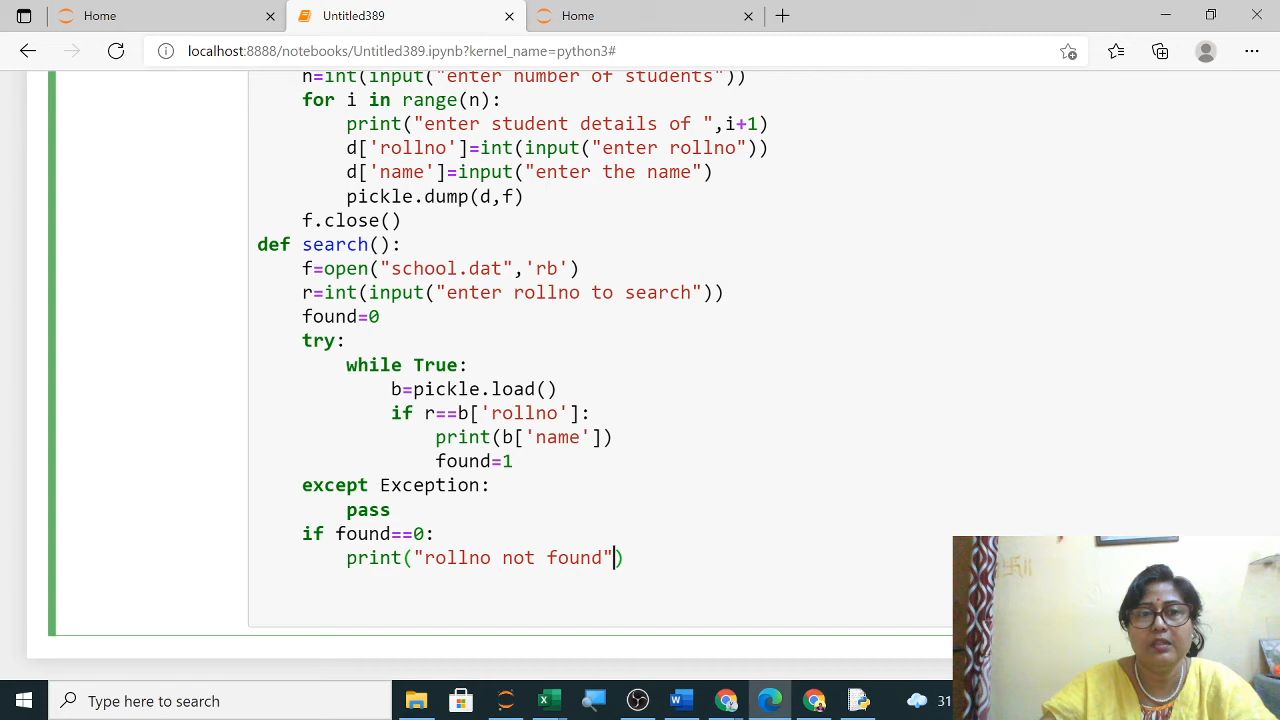 Home
Untitled389
Home
localhost:8888/notebooks/Untitled389.ipynb?kernel_name=python3#
n=int(input("enter number of students"))
for i in range(n):
print("enter student details of ",i+1)
d['rollno']=int(input("enter rollno"))
d['name']=input("enter the name")
pickle.dump(d,f)
f.close()
def search():
f=open("school.dat",'rb')
r=int(input("enter rollno to search"))
found=0
try:
while True:
b=pickle.load()
if r==b['rollno']:
print(b['name'])
found=1
except Exception:
pass
if found==0:
print("rollno not found")
Type here to search
31